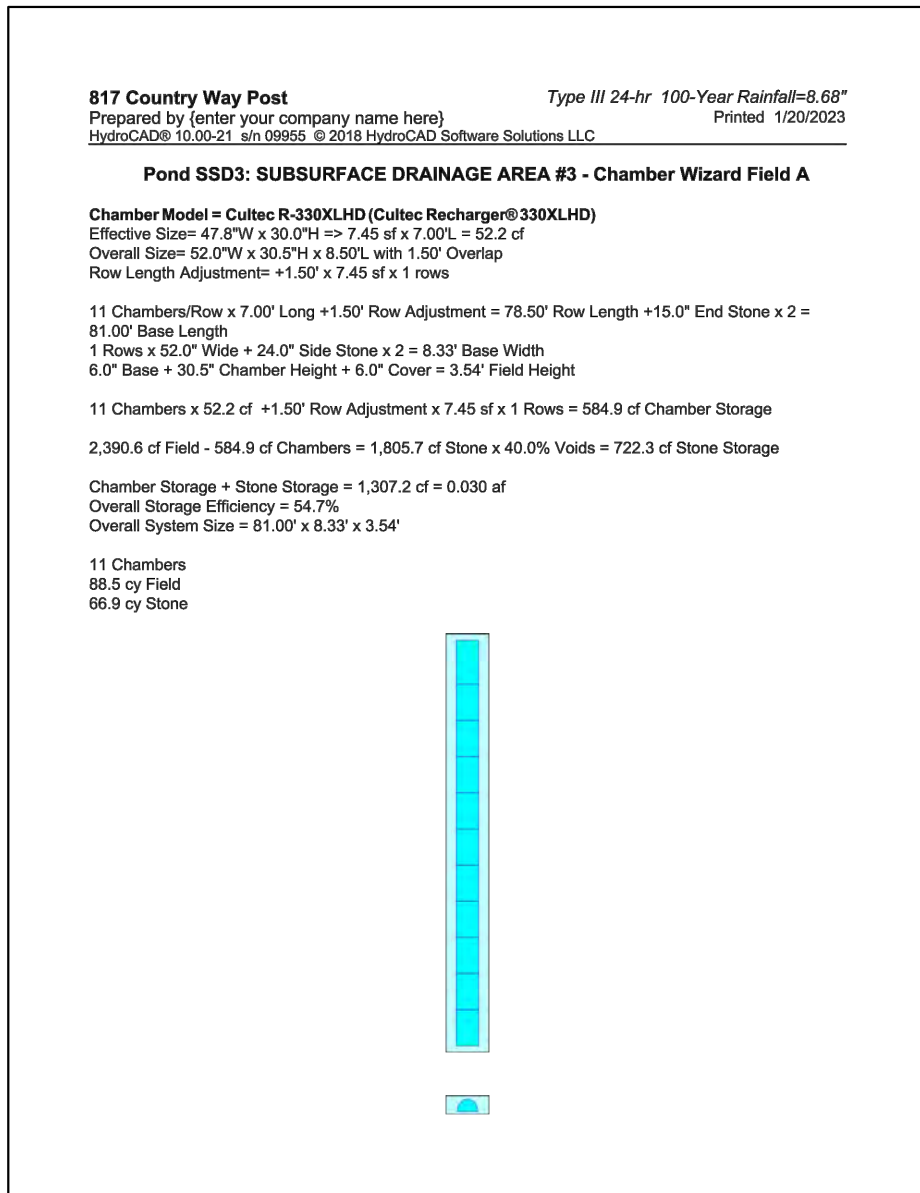 817 Country Way Post
Type III 24-hr 100-Year Rainfall=8.68"
Prepared by {enter your company name here}
Printed 1/20/2023
HydroCAD® 10.00-21 s/n 09955 © 2018 HydroCAD Software Solutions LLC
Pond SSD3: SUBSURFACE DRAINAGE AREA #3 - Chamber Wizard Field A
Chamber Model = Cultec R-330XLHD (Cultec Recharger® 330XLHD)
Effective Size= 47.8"W x 30.0"H => 7.45 sf x 7.00'L = 52.2 cf
Overall Size= 52.0"W x 30.5"H x 8.50'L with 1.50' Overlap
Row Length Adjustment= +1.50' x 7.45 sf x 1 rows
11 Chambers/Row x 7.00' Long +1.50' Row Adjustment = 78.50' Row Length +15.0" End Stone x 2 =
81.00' Base Length
1 Rows x 52.0" Wide + 24.0" Side Stone x 2 = 8.33' Base Width
6.0" Base + 30.5" Chamber Height + 6.0" Cover = 3.54' Field Height
11 Chambers x 52.2 cf +1.50' Row Adjustment x 7.45 sf x 1 Rows = 584.9 cf Chamber Storage
2,390.6 cf Field - 584.9 cf Chambers = 1,805.7 cf Stone x 40.0% Voids = 722.3 cf Stone Storage
Chamber Storage + Stone Storage = 1,307.2 cf = 0.030 af
Overall Storage Efficiency = 54.7%
Overall System Size = 81.00' x 8.33' x 3.54'
11 Chambers
88.5 cy Field
66.9 cy Stone